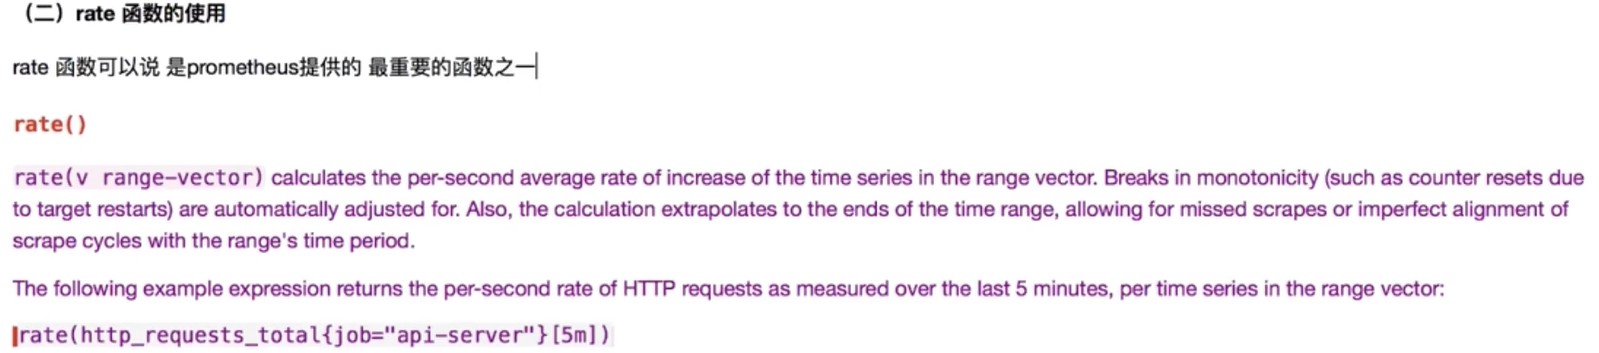 （二）rate 函数的使用
rate 函数可以说 是prometheus提供的 最重要的函数之一
rate()
rate(v range-vector) calculates the per-second average rate of increase of the time series in the range vector. Breaks in monotonicity (such as counter resets due
to target restarts) are automatically adjusted for. Also, the calculation extrapolates to the ends of the time range, allowing for missed scrapes or imperfect alignment of
scrape cycles with the range's time period.
The following example expression returns the per-second rate of HTTP requests as measured over the last 5 minutes, per time series in the range vector:
rate(http_requests_total{job="api-server"}[5m])